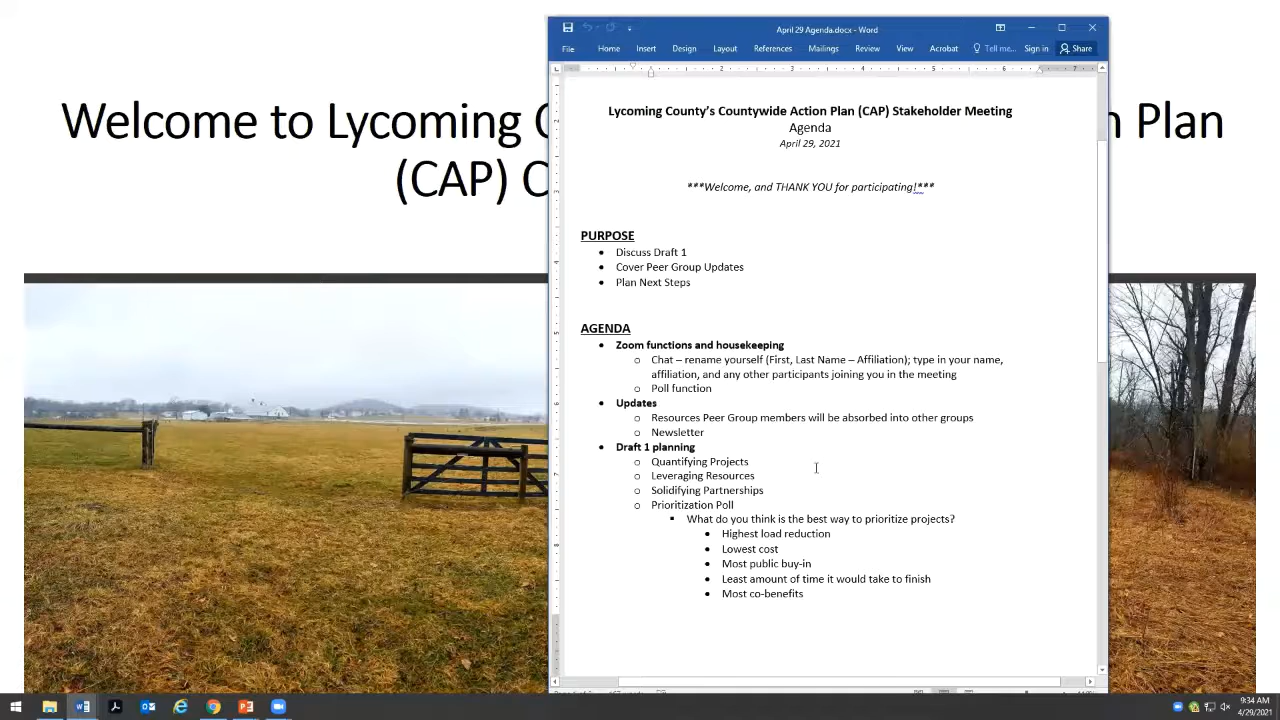 April 29 Agenda.docx - Word
File Home Insert Design Layout References Mailings Review View Acrobat Tell me... Sign in Share
2 3 4 5 6 7
Welcome to Lycoming
n Plan
(CAP)
Lycoming County's Countywide Action Plan (CAP) Stakeholder Meeting
Agenda
April 29, 2021
***Welcome, and THANK YOU for participating!***
PURPOSE
• Discuss Draft 1
• Cover Peer Group Updates
• Plan Next Steps
AGENDA
• Zoom functions and housekeeping
o Chat – rename yourself (First, Last Name – Affiliation); type in your name,
affiliation, and any other participants joining you in the meeting
o Poll function
• Updates
o Resources Peer Group members will be absorbed into other groups
o Newsletter
• Draft 1 planning
o Quantifying Projects
o Leveraging Resources
o Solidifying Partnerships
o Prioritization Poll
▪ What do you think is the best way to prioritize projects?
• Highest load reduction
• Lowest cost
• Most public buy-in
• Least amount of time it would take to finish
• Most co-benefits
9:34 AM
4/29/2021